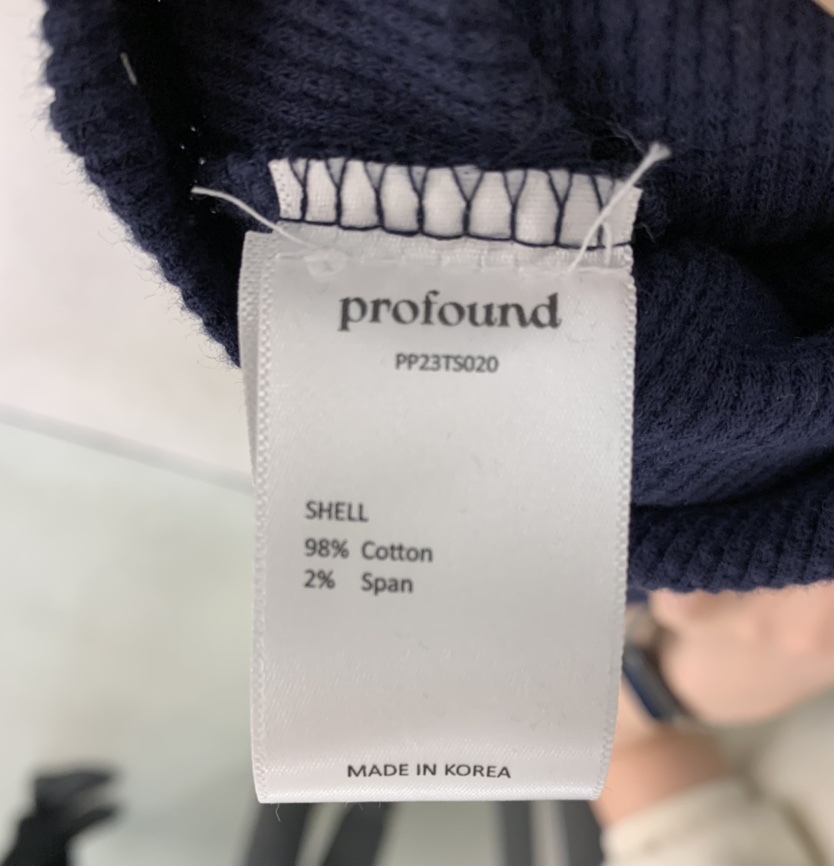 profound
PP23TS020
SHELL
98% Cotton
2% Span
MADE IN KOREA